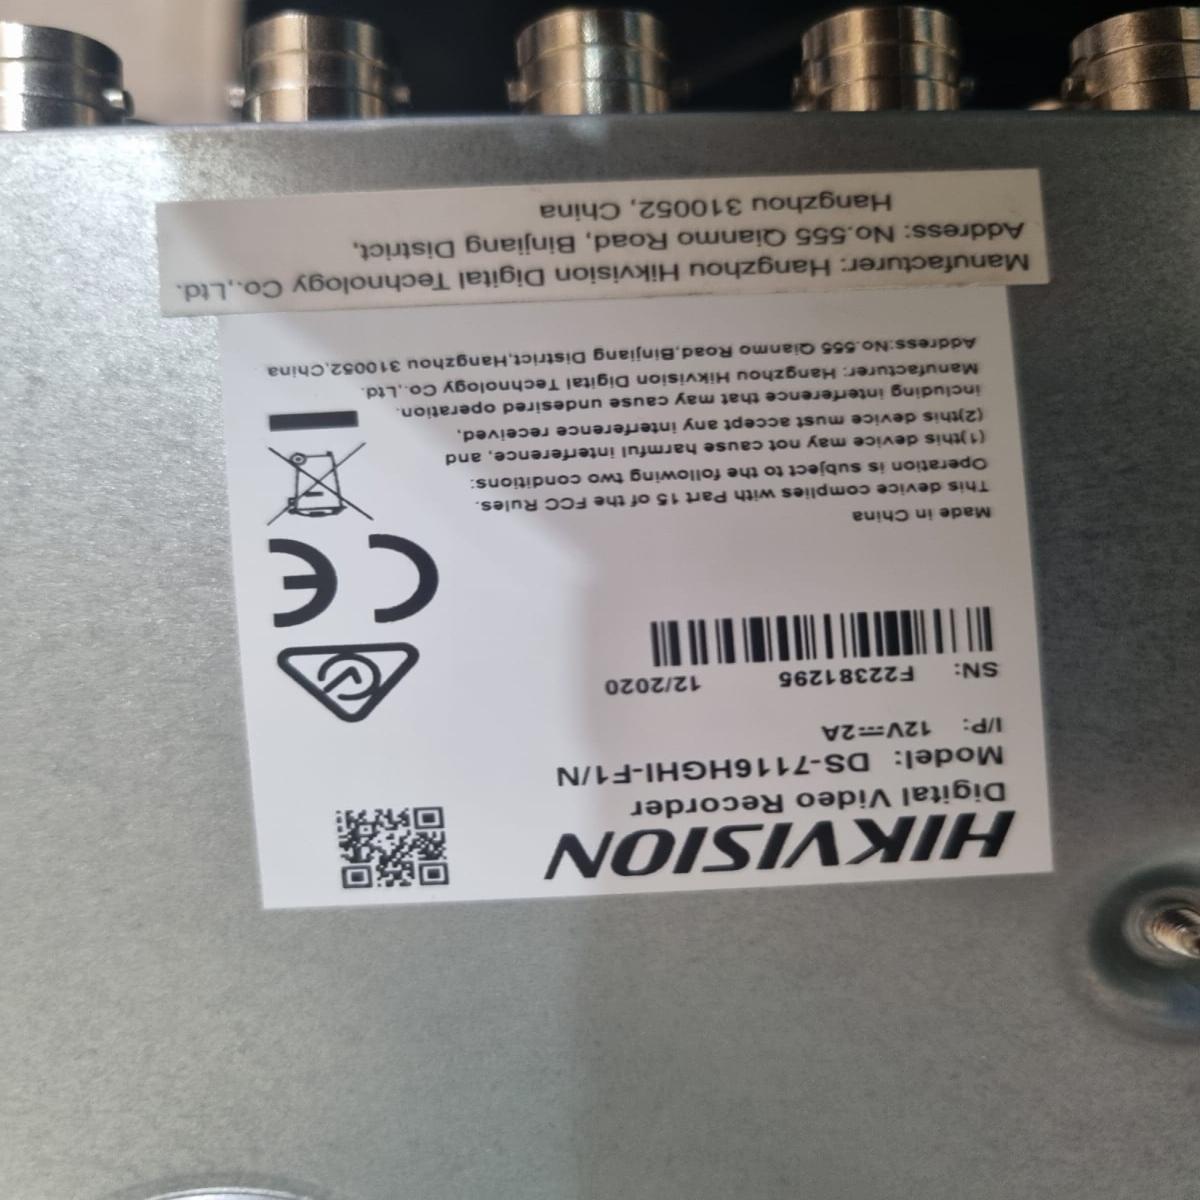 HIKVISION
Digital Video Recorder
Model: DS-7116HGHI-F1/N
I/P: 12V⎓2A
SN: F22381295 12/2020
Made in China
This device complies with Part 15 of the FCC Rules.
Operation is subject to the following two conditions:
(1)this device may not cause harmful interference, and
(2)this device must accept any interference received,
including interference that may cause undesired operation.
Manufacturer: Hangzhou Hikvision Digital Technology Co.,Ltd.
Address:No.555 Qianmo Road,Binjiang District,Hangzhou 310052,China
CE
Manufacturer: Hangzhou Hikvision Digital Technology Co.,Ltd.
Address: No.555 Qianmo Road, Binjiang District,
Hangzhou 310052, China